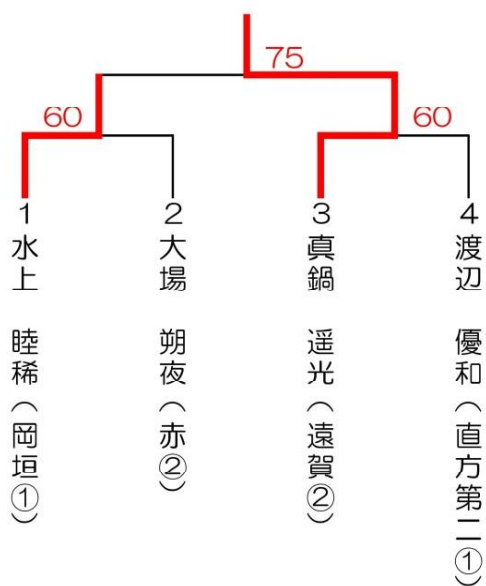 75
60
60
1 水上 睦稀(岡垣①)
2 大場 朔夜(赤②)
3 真鍋 遥光(遠賀②)
4 渡辺 優和(直方第二①)